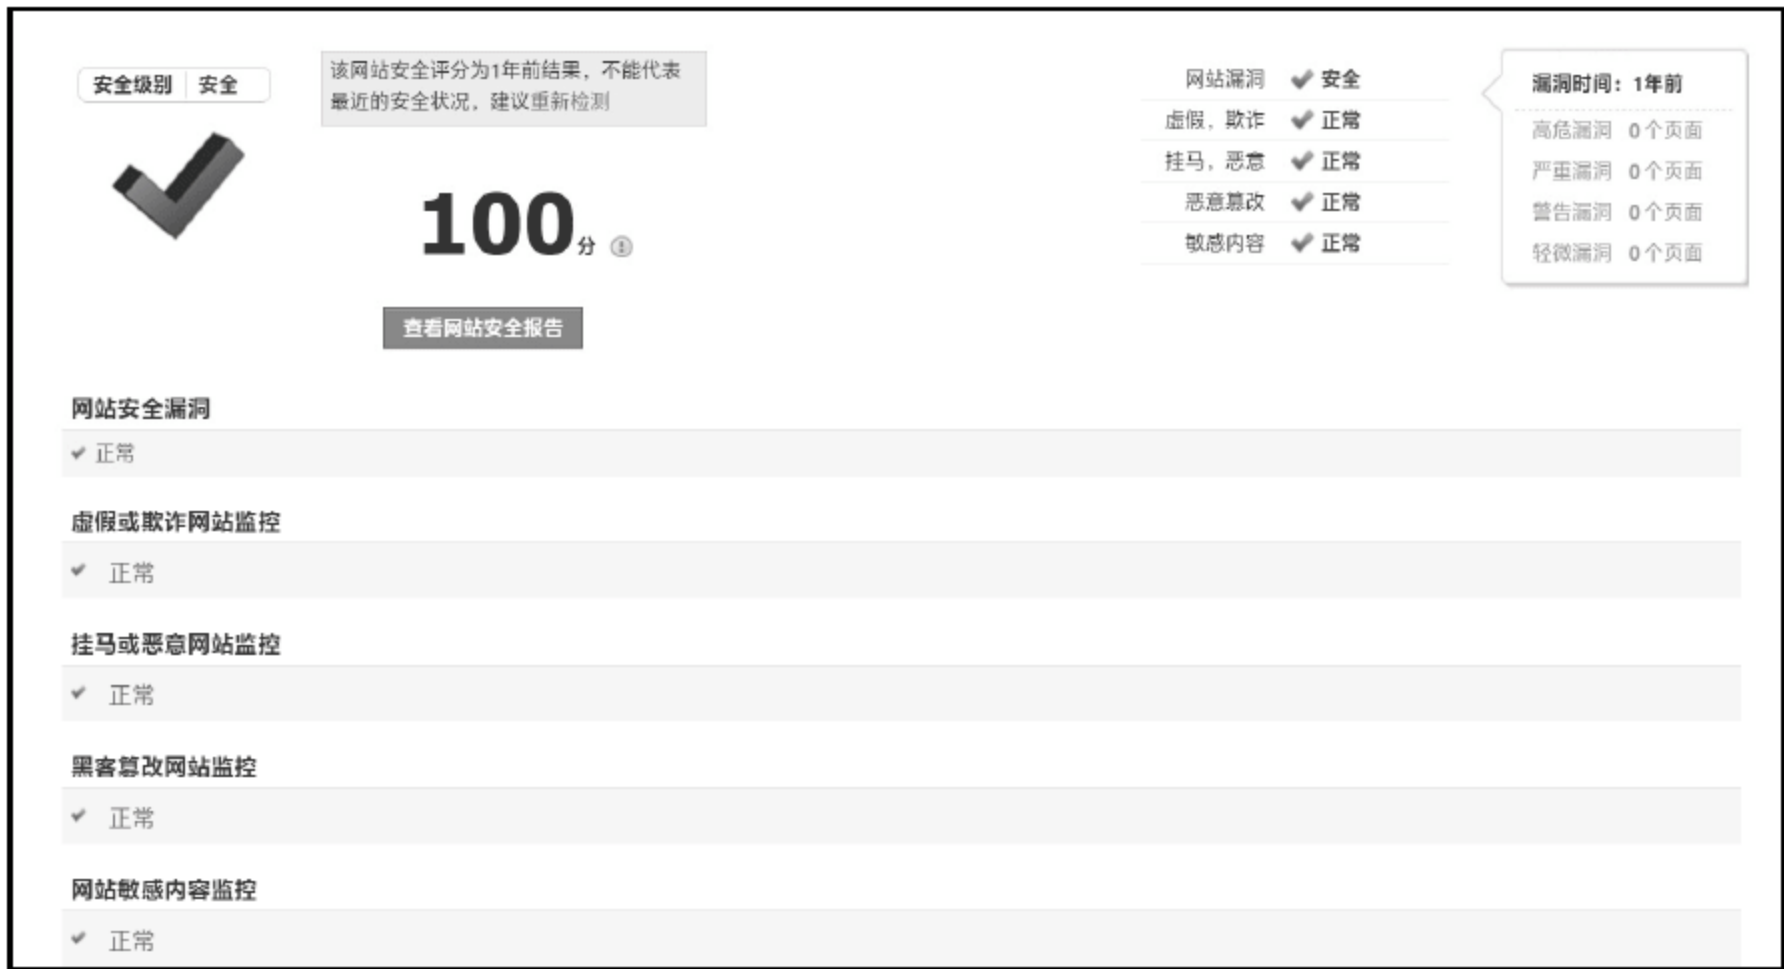 安全级别 安全
该网站安全评分为1年前结果，不能代表
最近的安全状况，建议重新检测
100分
查看网站安全报告
网站漏洞 安全
虚假，欺诈 正常
挂马，恶意 正常
恶意篡改 正常
敏感内容 正常
漏洞时间：1年前
高危漏洞 0个页面
严重漏洞 0个页面
警告漏洞 0个页面
轻微漏洞 0个页面
网站安全漏洞
正常
虚假或欺诈网站监控
正常
挂马或恶意网站监控
正常
黑客篡改网站监控
正常
网站敏感内容监控
正常